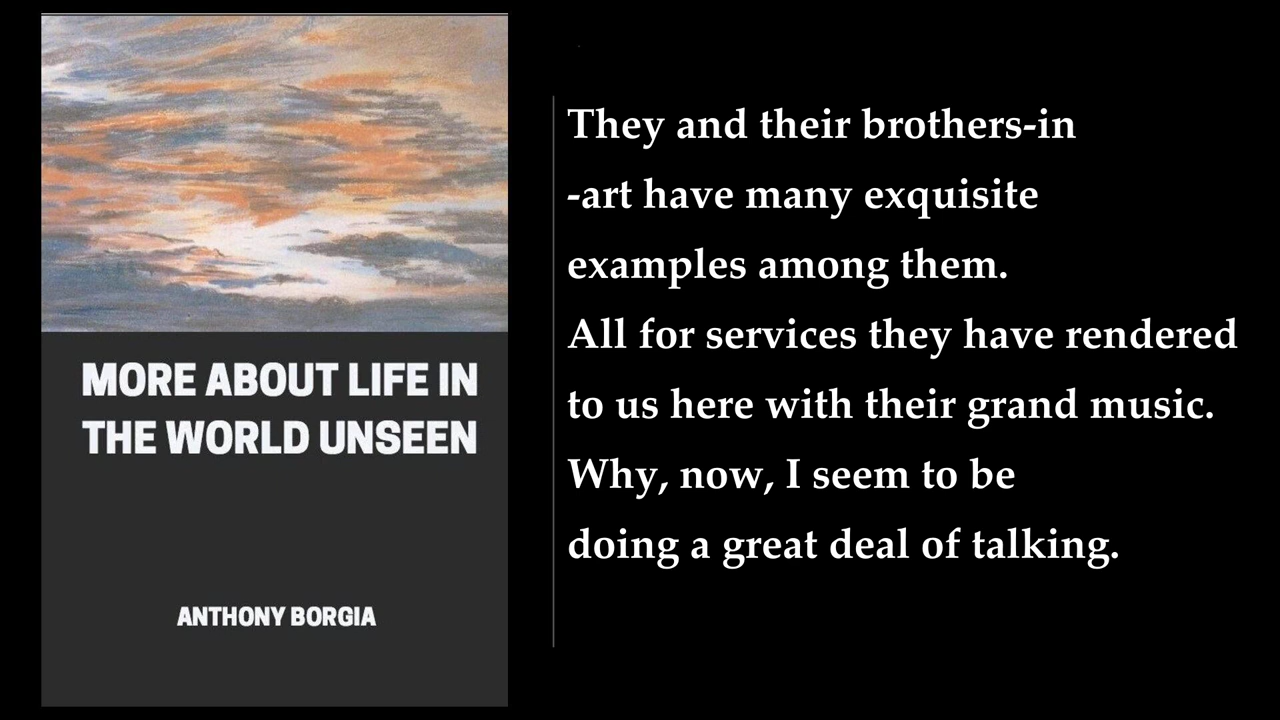 MORE ABOUT LIFE IN
THE WORLD UNSEEN
ANTHONY BORGIA
They and their brothers-in
-art have many exquisite
examples among them.
All for services they have rendered
to us here with their grand music.
Why, now, I seem to be
doing a great deal of talking.